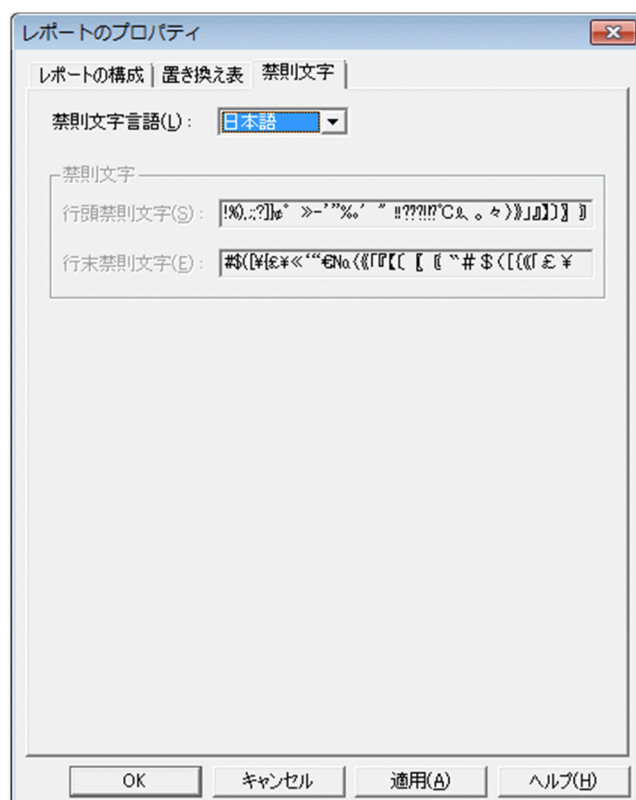 レポートのプロパティ
レポートの構成 置き換え表 禁則文字
禁則文字言語(L): 日本語
禁則文字
行頭禁則文字(S): !%),.:;?]}¢° ≫-’”‰′ ″ ‼???⁉⁇℃ 、。々〉》」』】〕〗 〙
行末禁則文字(E): #$([¥{£¥≪‘“€№〈《「『【〔 〖 〘 〝#$([{《「£¥
OK キャンセル 適用(A) ヘルプ(H)